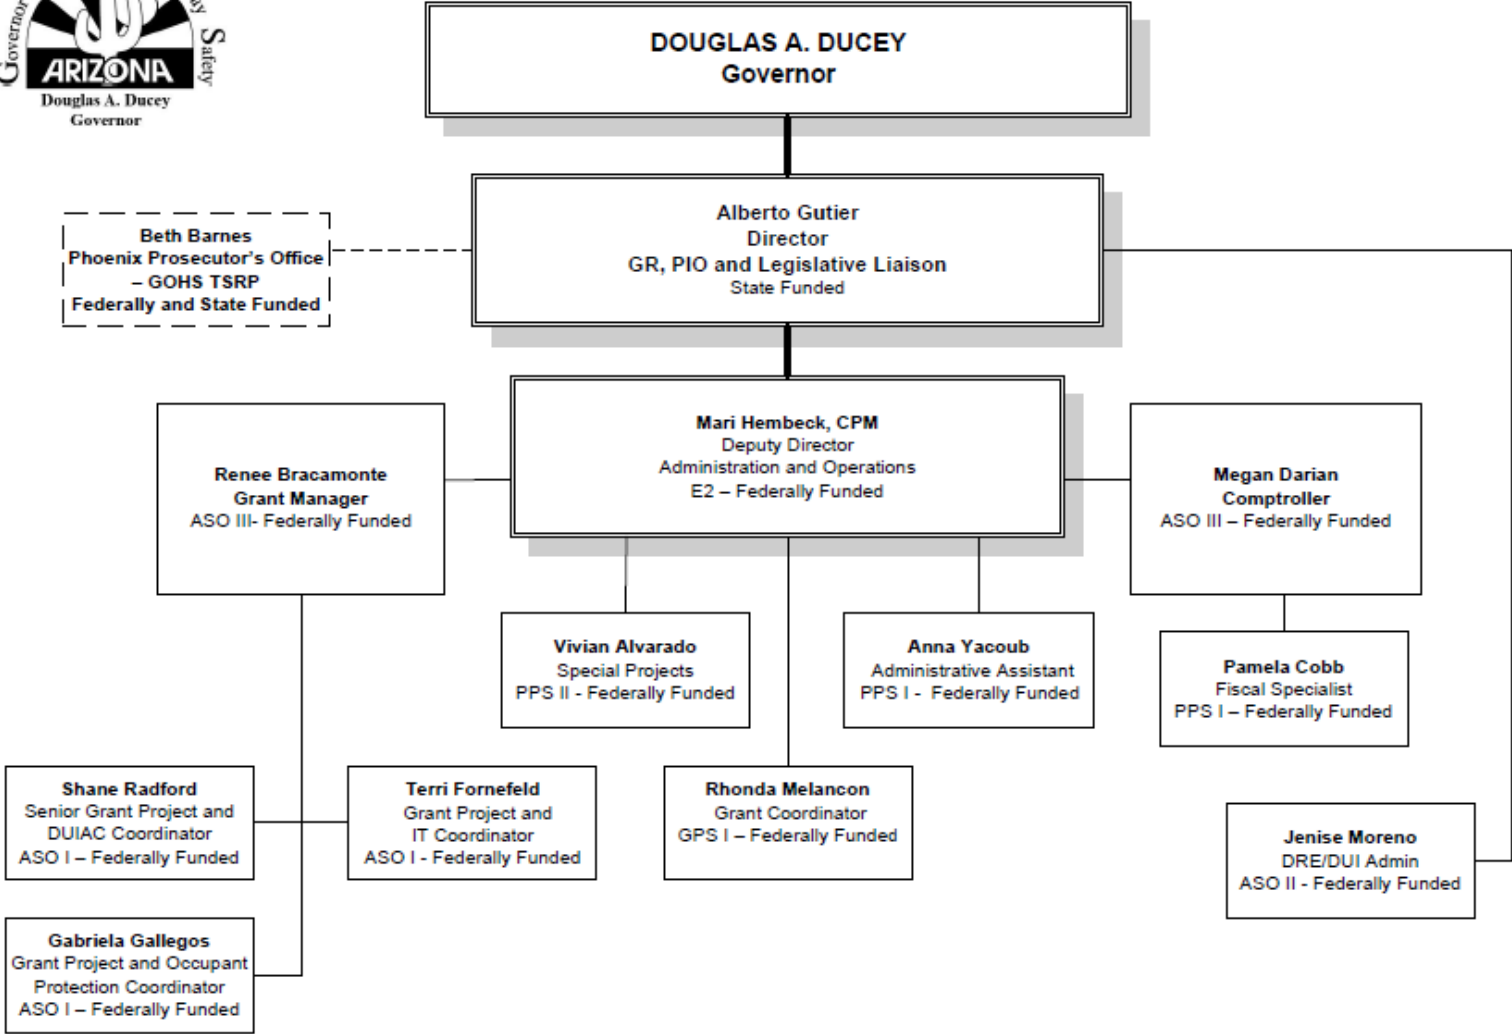 Governor
ay Safety
ARIZONA
Douglas A. Ducey
Governor
DOUGLAS A. DUCEY
Governor
Alberto Gutier
Director
GR, PIO and Legislative Liaison
State Funded
Beth Barnes
Phoenix Prosecutor's Office
– GOHS TSRP
Federally and State Funded
Mari Hembeck, CPM
Deputy Director
Administration and Operations
E2 – Federally Funded
Renee Bracamonte
Grant Manager
ASO III- Federally Funded
Megan Darian
Comptroller
ASO III – Federally Funded
Vivian Alvarado
Special Projects
PPS II - Federally Funded
Anna Yacoub
Administrative Assistant
PPS I - Federally Funded
Pamela Cobb
Fiscal Specialist
PPS I – Federally Funded
Shane Radford
Senior Grant Project and
DUIAC Coordinator
ASO I – Federally Funded
Terri Fornefeld
Grant Project and
IT Coordinator
ASO I - Federally Funded
Rhonda Melancon
Grant Coordinator
GPS I – Federally Funded
Jenise Moreno
DRE/DUI Admin
ASO II - Federally Funded
Gabriela Gallegos
Grant Project and Occupant
Protection Coordinator
ASO I – Federally Funded